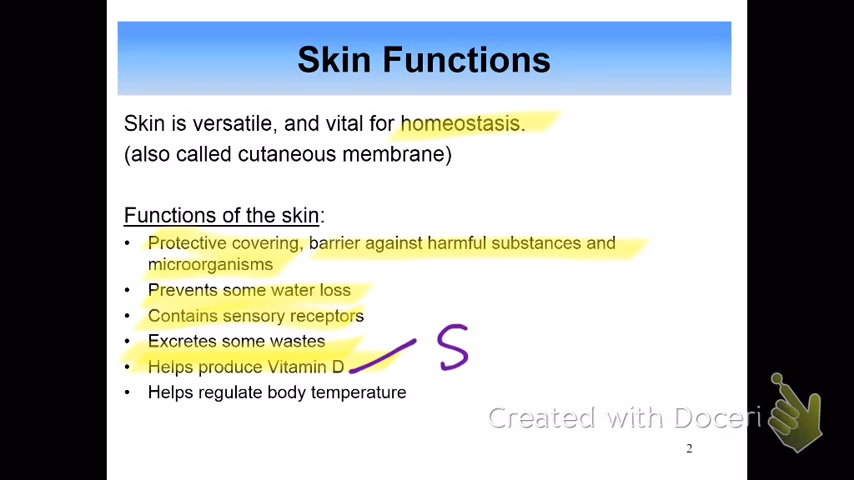 Skin Functions
Skin is versatile, and vital for homeostasis.
(also called cutaneous membrane)
Functions of the skin:
• Protective covering, barrier against harmful substances and
microorganisms
• Prevents some water loss
• Contains sensory receptors
• Excretes some wastes
• Helps produce Vitamin D
S
• Helps regulate body temperature
Created with Doceri
2